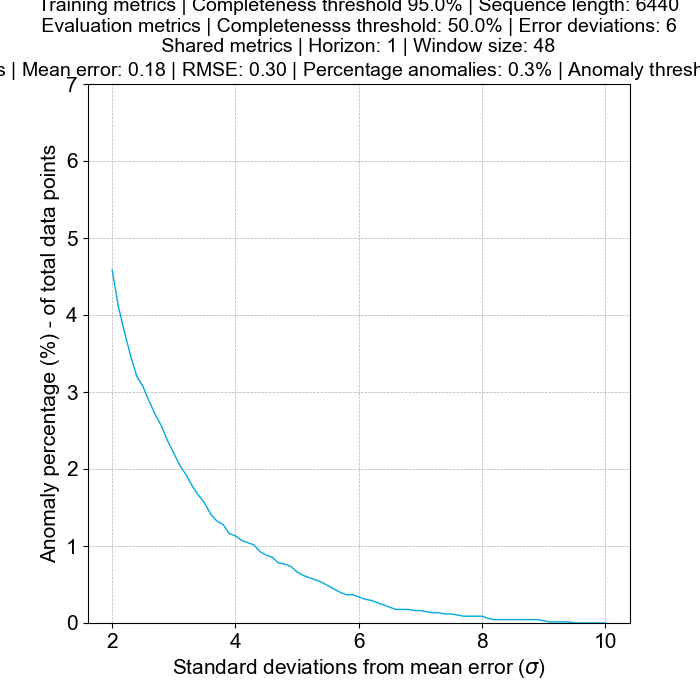 Training metrics | Completeness threshold 95.0% | Sequence length: 6440
Evaluation metrics | Completenesss threshold: 50.0% | Error deviations: 6
Shared metrics | Horizon: 1 | Window size: 48
s | Mean error: 0.18 | RMSE: 0.30 | Percentage anomalies: 0.3% | Anomaly thresh
7
6
5
4
3
2
1
0
Anomaly percentage (%) - of total data points
2 4 6 8 10
Standard deviations from mean error (σ)